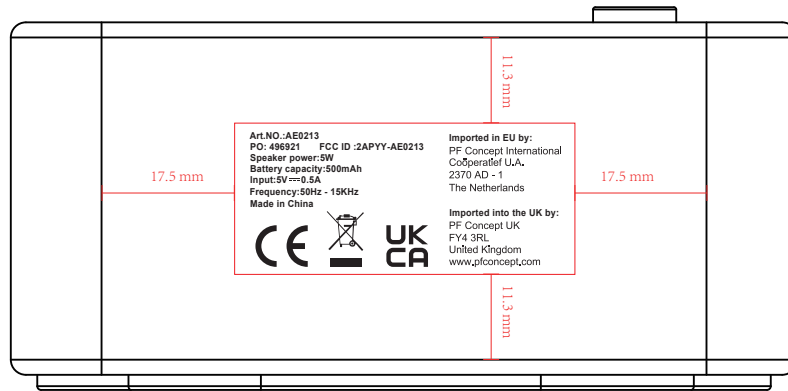 11.3 mm
Art.NO.:AE0213
PO: 496921 FCC ID :2APYY-AE0213
Speaker power:5W
Battery capacity:500mAh
Input:5V⎓0.5A
Frequency:50Hz - 15KHz
Made in China
CE
UK
CA
Imported in EU by:
PF Concept International
Coöperatief U.A.
2370 AD - 1
The Netherlands
Imported into the UK by:
PF Concept UK
FY4 3RL
United Kingdom
www.pfconcept.com
17.5 mm
17.5 mm
11.3 mm